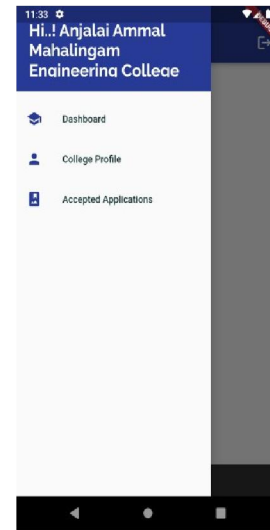 11:33
Hi..! Anjalai Ammal
Mahalingam
Engineering College
Dashboard
College Profile
Accepted Applications